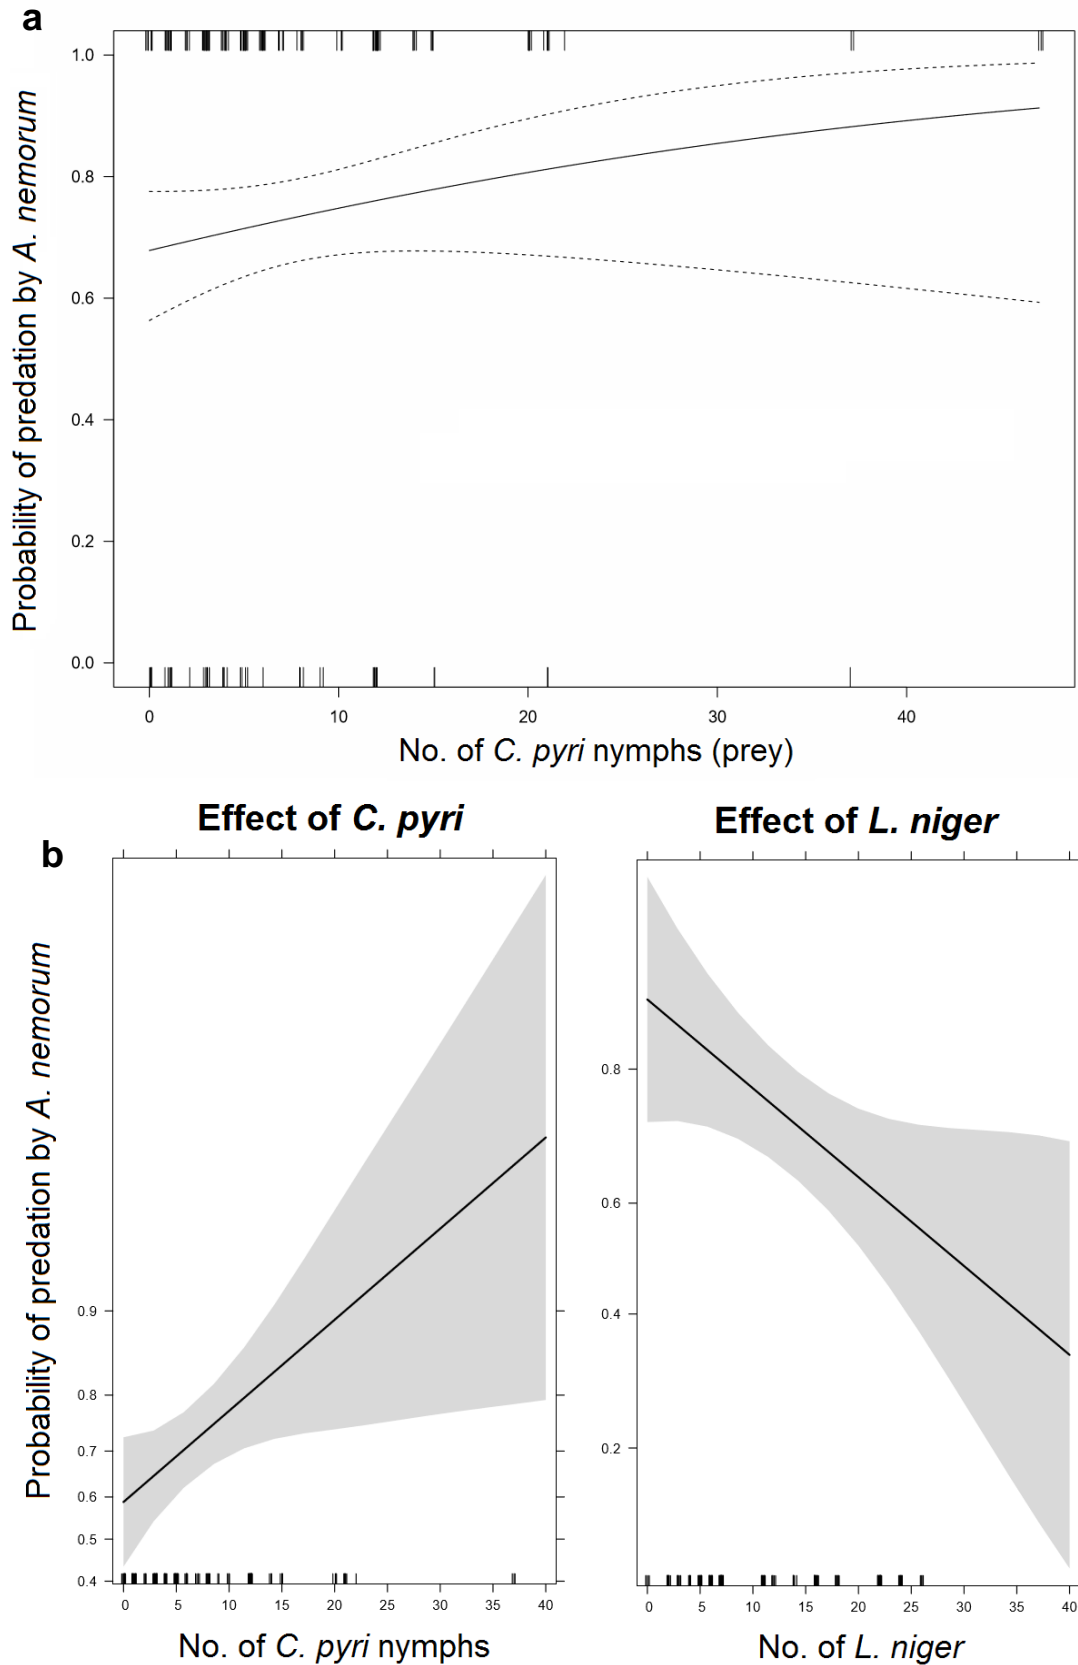 a
Probability of predation by A. nemorum
1.0
0.8
0.6
0.4
0.2
0.0
0 10 20 30 40
No. of C. pyri nymphs (prey)
b
Effect of C. pyri
Probability of predation by A. nemorum
0.9
0.8
0.7
0.6
0.5
0.4
0 5 10 15 20 25 30 35 40
No. of C. pyri nymphs
Effect of L. niger
0.8
0.6
0.4
0.2
0 5 10 15 20 25 30 35 40
No. of L. niger